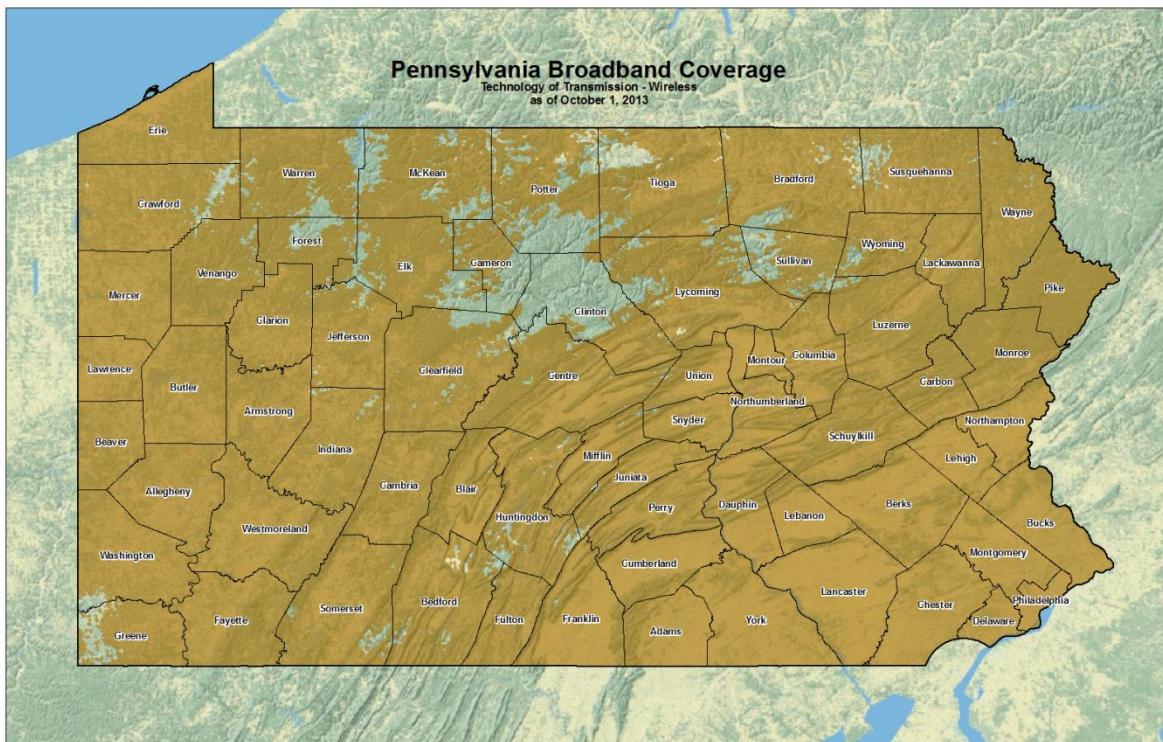 Pennsylvania Broadband Coverage
Technology of Transmission - Wireless
as of October 1, 2013
Erie
Warren
McKean
Potter
Tioga
Bradford
Susquehanna
Wayne
Crawford
Forest
Elk
Cameron
Sullivan
Wyoming
Lackawanna
Pike
Venango
Mercer
Clarion
Jefferson
Clinton
Lycoming
Luzerne
Monroe
Lawrence
Butler
Clearfield
Centre
Union
Montour
Columbia
Carbon
Armstrong
Northumberland
Snyder
Northampton
Beaver
Indiana
Mifflin
Schuylkill
Lehigh
Allegheny
Cambria
Blair
Juniata
Huntingdon
Perry
Dauphin
Lebanon
Berks
Bucks
Westmoreland
Washington
Cumberland
Montgomery
Greene
Fayette
Somerset
Bedford
Fulton
Franklin
Adams
York
Lancaster
Chester
Delaware
Philadelphia